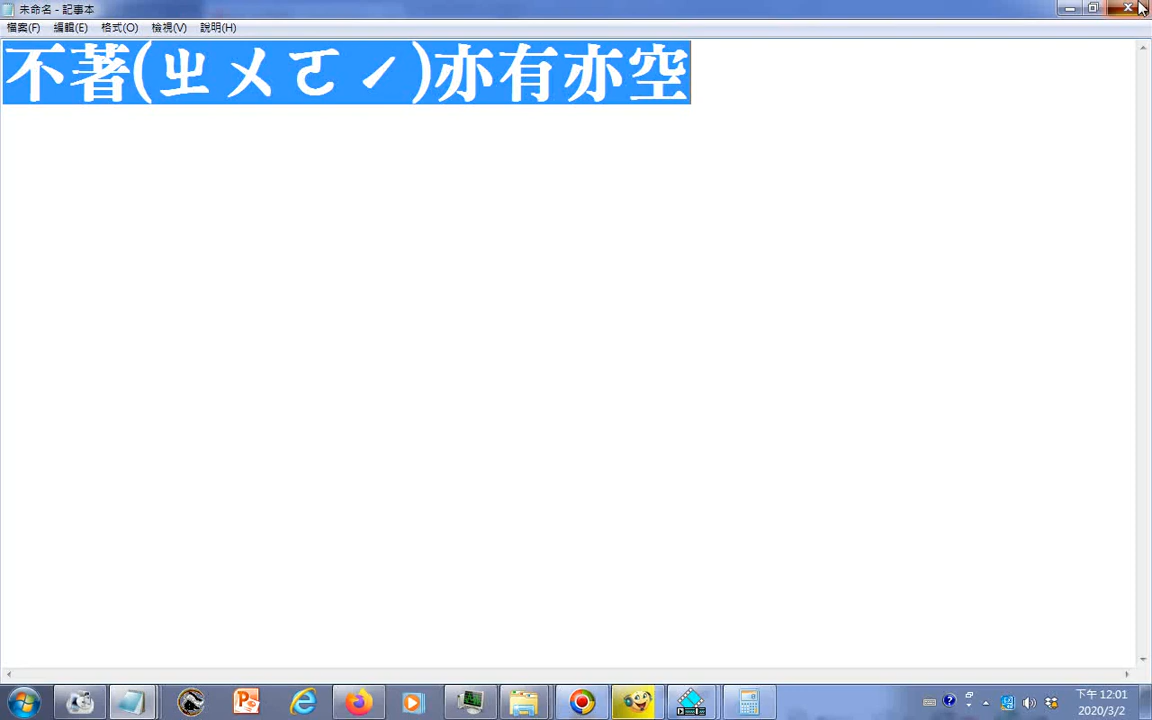 未命名 - 記事本
檔案(F) 編輯(E) 格式(O) 檢視(V) 說明(H)
不著(ㄓㄨㄛˊ)亦有亦空
下午 12:01
2020/3/2